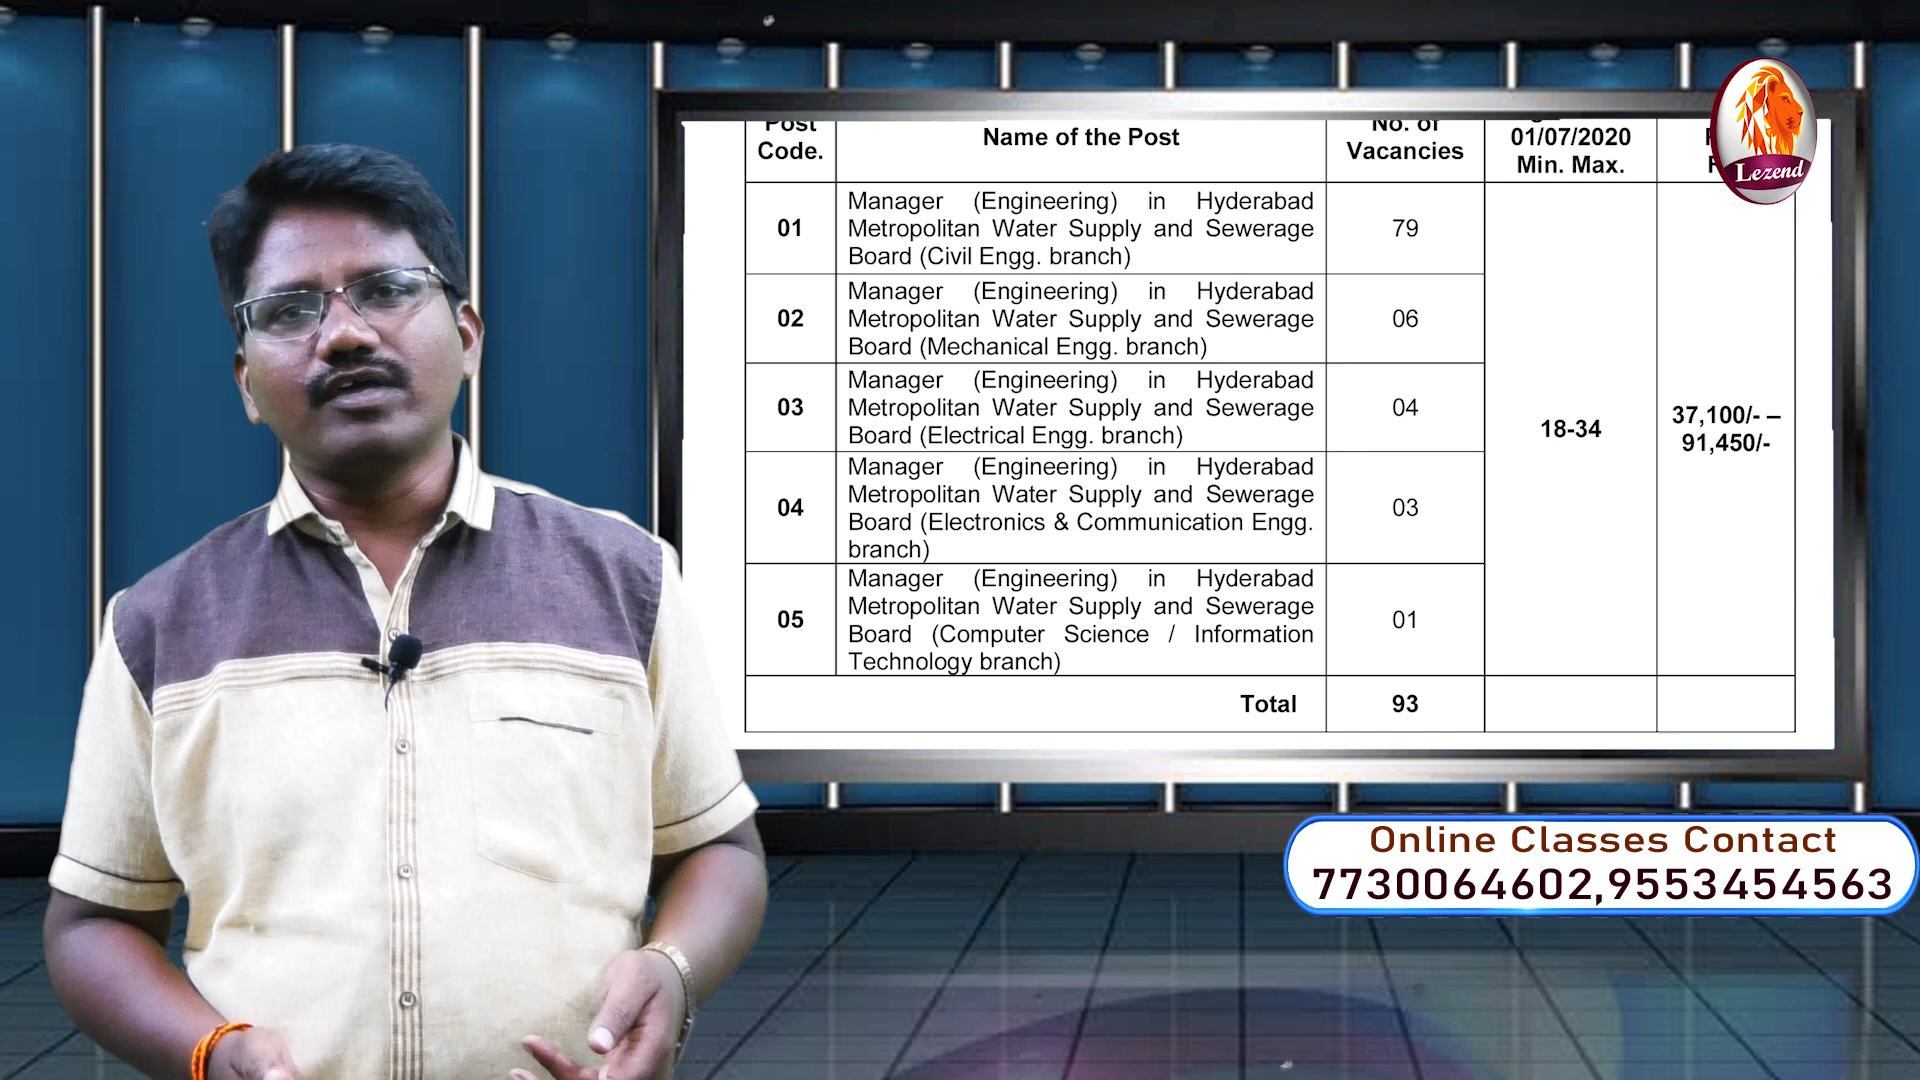 Post
Code.
Name of the Post
No. of
Vacancies
01/07/2020
Min. Max.
Lezend
01
Manager (Engineering) in Hyderabad
Metropolitan Water Supply and Sewerage
Board (Civil Engg. branch)
79
02
Manager (Engineering) in Hyderabad
Metropolitan Water Supply and Sewerage
Board (Mechanical Engg. branch)
06
03
Manager (Engineering) in Hyderabad
Metropolitan Water Supply and Sewerage
Board (Electrical Engg. branch)
04
04
Manager (Engineering) in Hyderabad
Metropolitan Water Supply and Sewerage
Board (Electronics & Communication Engg.
branch)
03
05
Manager (Engineering) in Hyderabad
Metropolitan Water Supply and Sewerage
Board (Computer Science / Information
Technology branch)
01
18-34
37,100/- –
91,450/-
Total
93
Online Classes Contact
7730064602,9553454563